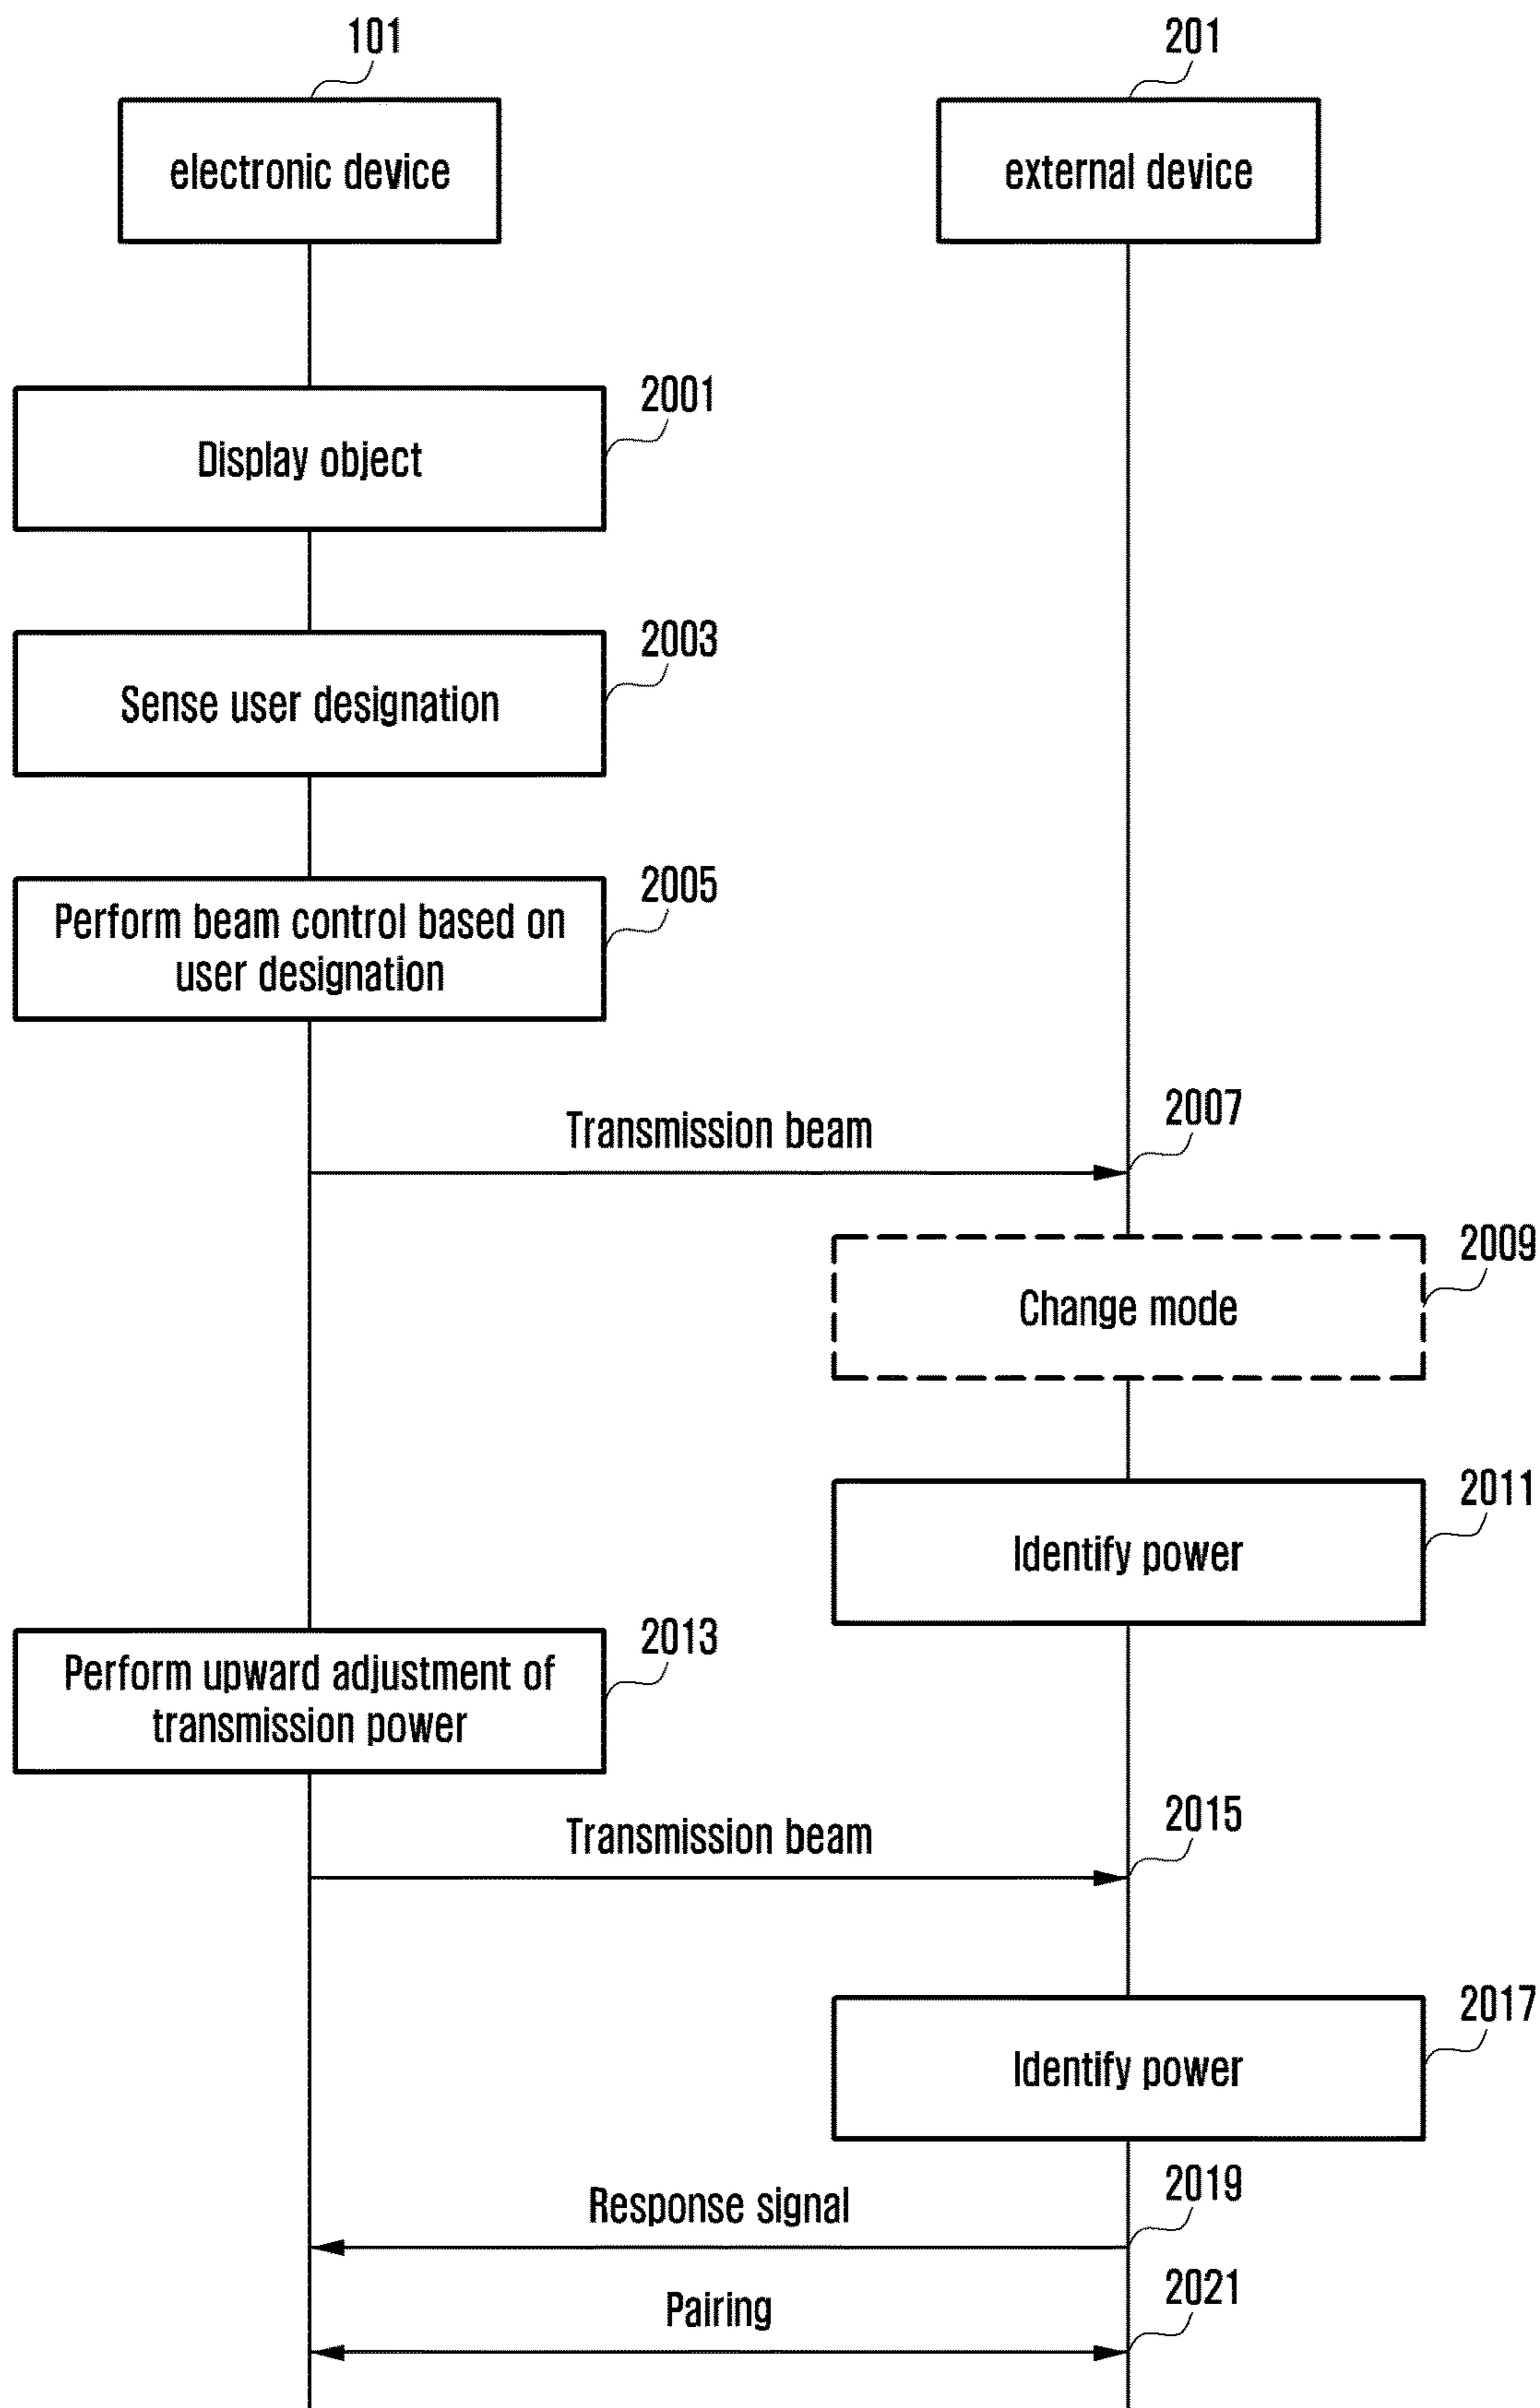 101
201
electronic device
external device
2001
Display object
2003
Sense user designation
2005
Perform beam control based on
user designation
2007
Transmission beam
2009
Change mode
2011
Identify power
2013
Perform upward adjustment of
transmission power
2015
Transmission beam
2017
Identify power
2019
Response signal
2021
Pairing